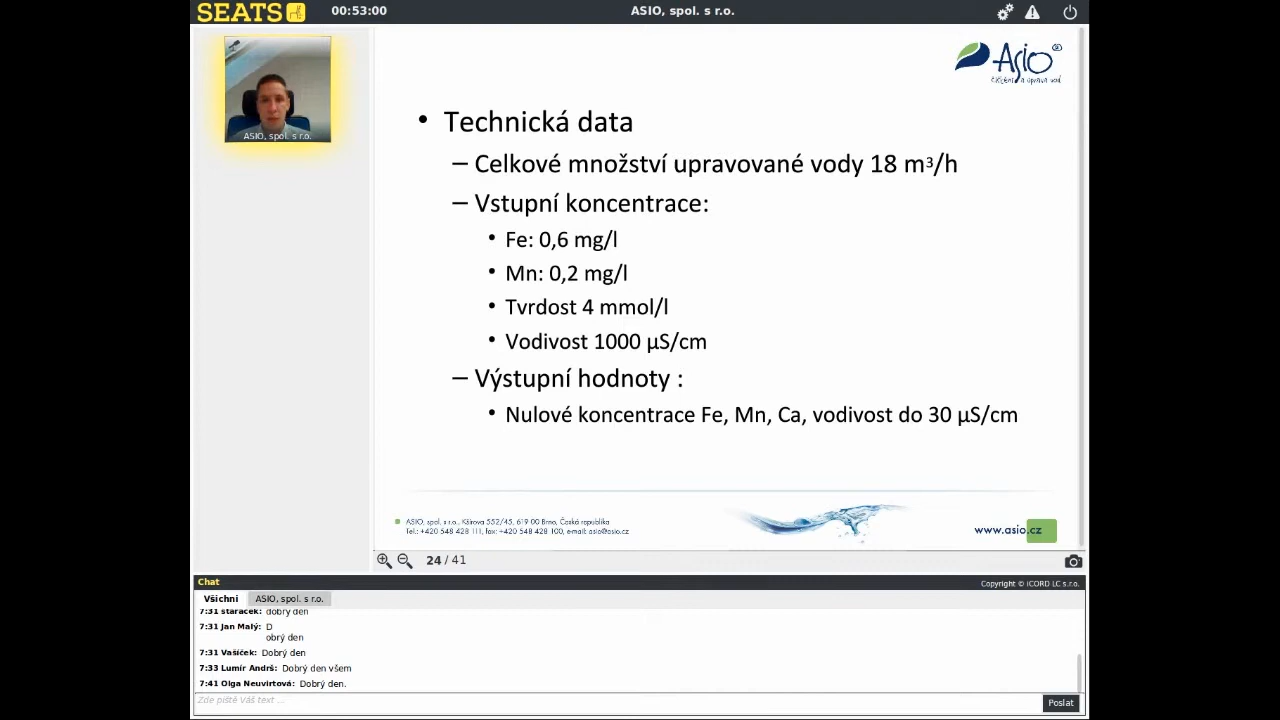 SEATS
00:53:00
ASIO, spol. s r.o.
ASIO, spol. s r.o.
Asio
čištění a úprava vod
• Technická data
– Celkové množství upravované vody 18 m³/h
– Vstupní koncentrace:
• Fe: 0,6 mg/l
• Mn: 0,2 mg/l
• Tvrdost 4 mmol/l
• Vodivost 1000 µS/cm
– Výstupní hodnoty :
• Nulové koncentrace Fe, Mn, Ca, vodivost do 30 µS/cm
ASIO, spol. s r.o., Kšírova 552/45, 619 00 Brno, Česká republika
Tel.: +420 548 428 111, fax: +420 548 428 100, e-mail: asio@asio.cz
www.asio.cz
24 / 41
Chat
Copyright © iCORD LC s.r.o.
Všichni
ASIO, spol. s r.o.
7:31 staracek: dobry den
7:31 Jan Malý: D
obrý den
7:31 Vašíček: Dobrý den
7:33 Lumír Andrš: Dobrý den všem
7:41 Olga Neuvirtová: Dobrý den.
Zde piště Váš text ...
Poslat